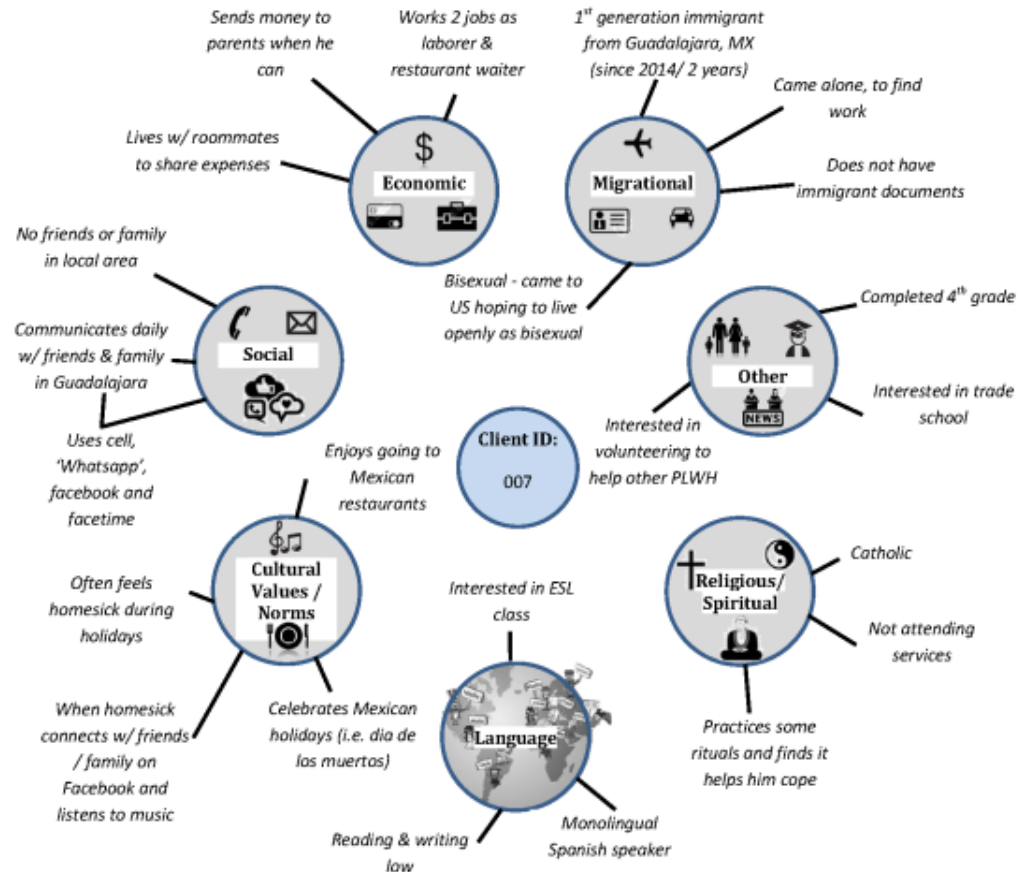 Sends money to
parents when he
can
Works 2 jobs as
laborer &
restaurant waiter
Lives w/ roommates
to share expenses
$
Economic
1st generation immigrant
from Guadalajara, MX
(since 2014/ 2 years)
Came alone, to find
work
Does not have
immigrant documents
Migrational
Bisexual - came to
US hoping to live
openly as bisexual
No friends or family
in local area
Communicates daily
w/ friends & family
in Guadalajara
Uses cell,
‘Whatsapp’,
facebook and
facetime
Social
Completed 4th grade
Interested in trade
school
Interested in
volunteering to
help other PLWH
Other
NEWS
Client ID:
007
Enjoys going to
Mexican
restaurants
Cultural
Values /
Norms
Often feels
homesick during
holidays
When homesick
connects w/ friends
/ family on
Facebook and
listens to music
Celebrates Mexican
holidays (i.e. dia de
los muertos)
Interested in ESL
class
Language
Reading & writing
low
Monolingual
Spanish speaker
Religious/
Spiritual
Catholic
Not attending
services
Practices some
rituals and finds it
helps him cope